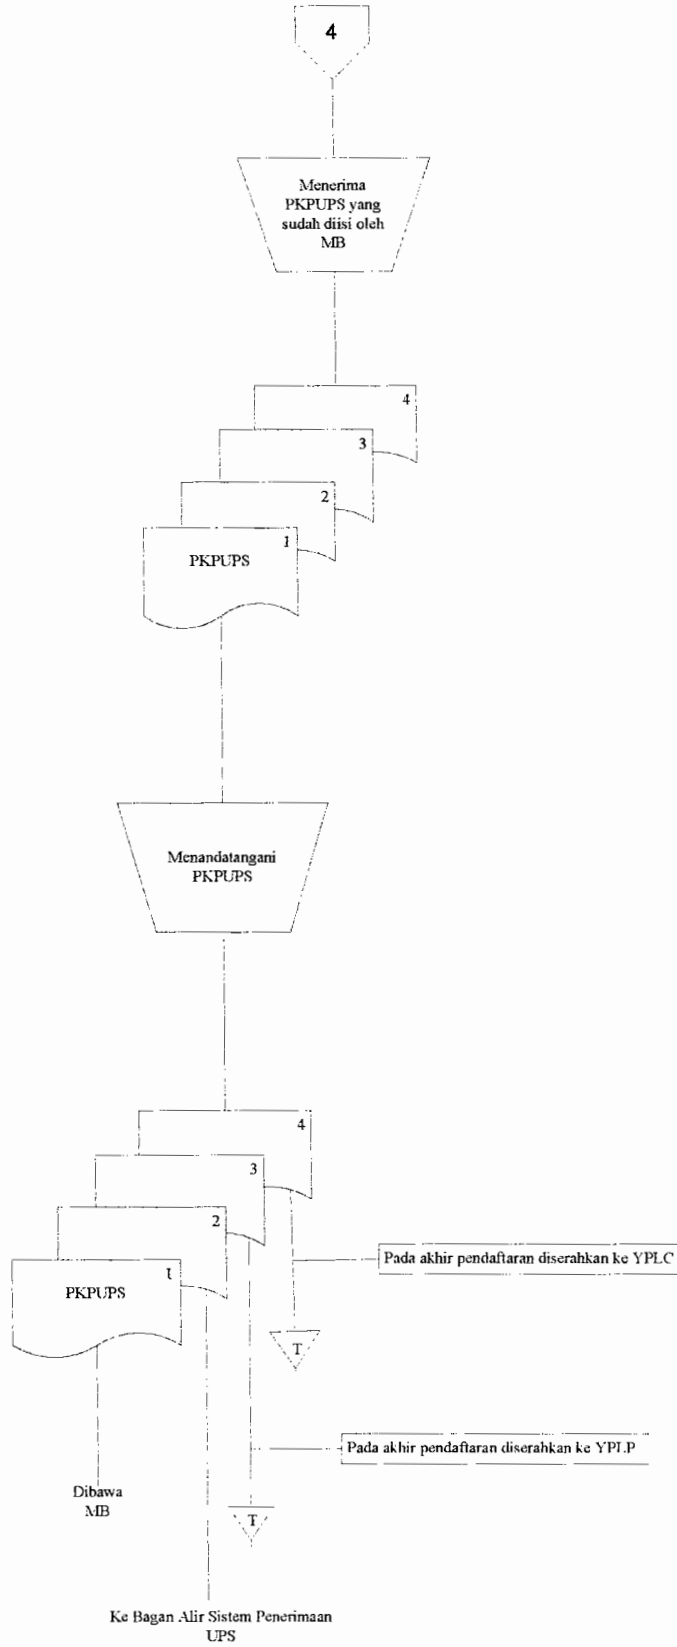 4
Menerima
PKPUPS yang
sudah diisi oleh
MB
4
3
2
1
PKPUPS
Menandatangani
PKPUPS
4
3
2
1
PKPUPS
Pada akhir pendaftaran diserahkan ke YPLC
T
Pada akhir pendaftaran diserahkan ke YPLP
Dibawa
MB
T
Ke Bagan Alir Sistem Penerimaan
UPS